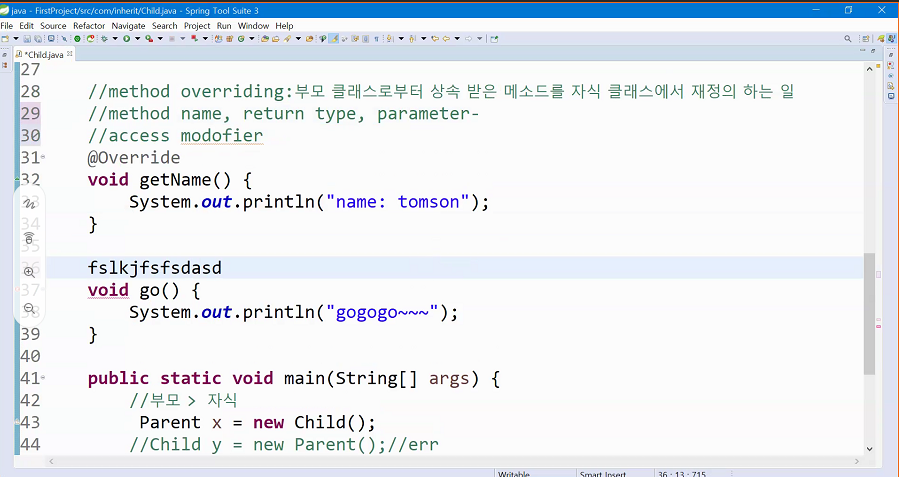 java - FirstProject/src/com/inherit/Child.java - Spring Tool Suite 3
File Edit Source Refactor Navigate Search Project Run Window Help
*Child.java
27
28 //method overriding:부모 클래스로부터 상속 받은 메소드를 자식 클래스에서 재정의 하는 일
29 //method name, return type, parameter-
30 //access modofier
31 @Override
32 void getName() {
33 System.out.println("name: tomson");
34 }
35
36 fslkjfsfsdasd
37 void go() {
38 System.out.println("gogogo~~~");
39 }
40
41 public static void main(String[] args) {
42 //부모 > 자식
43 Parent x = new Child();
44 //Child y = new Parent();//err
Writable Smart Insert 36 : 13 : 715